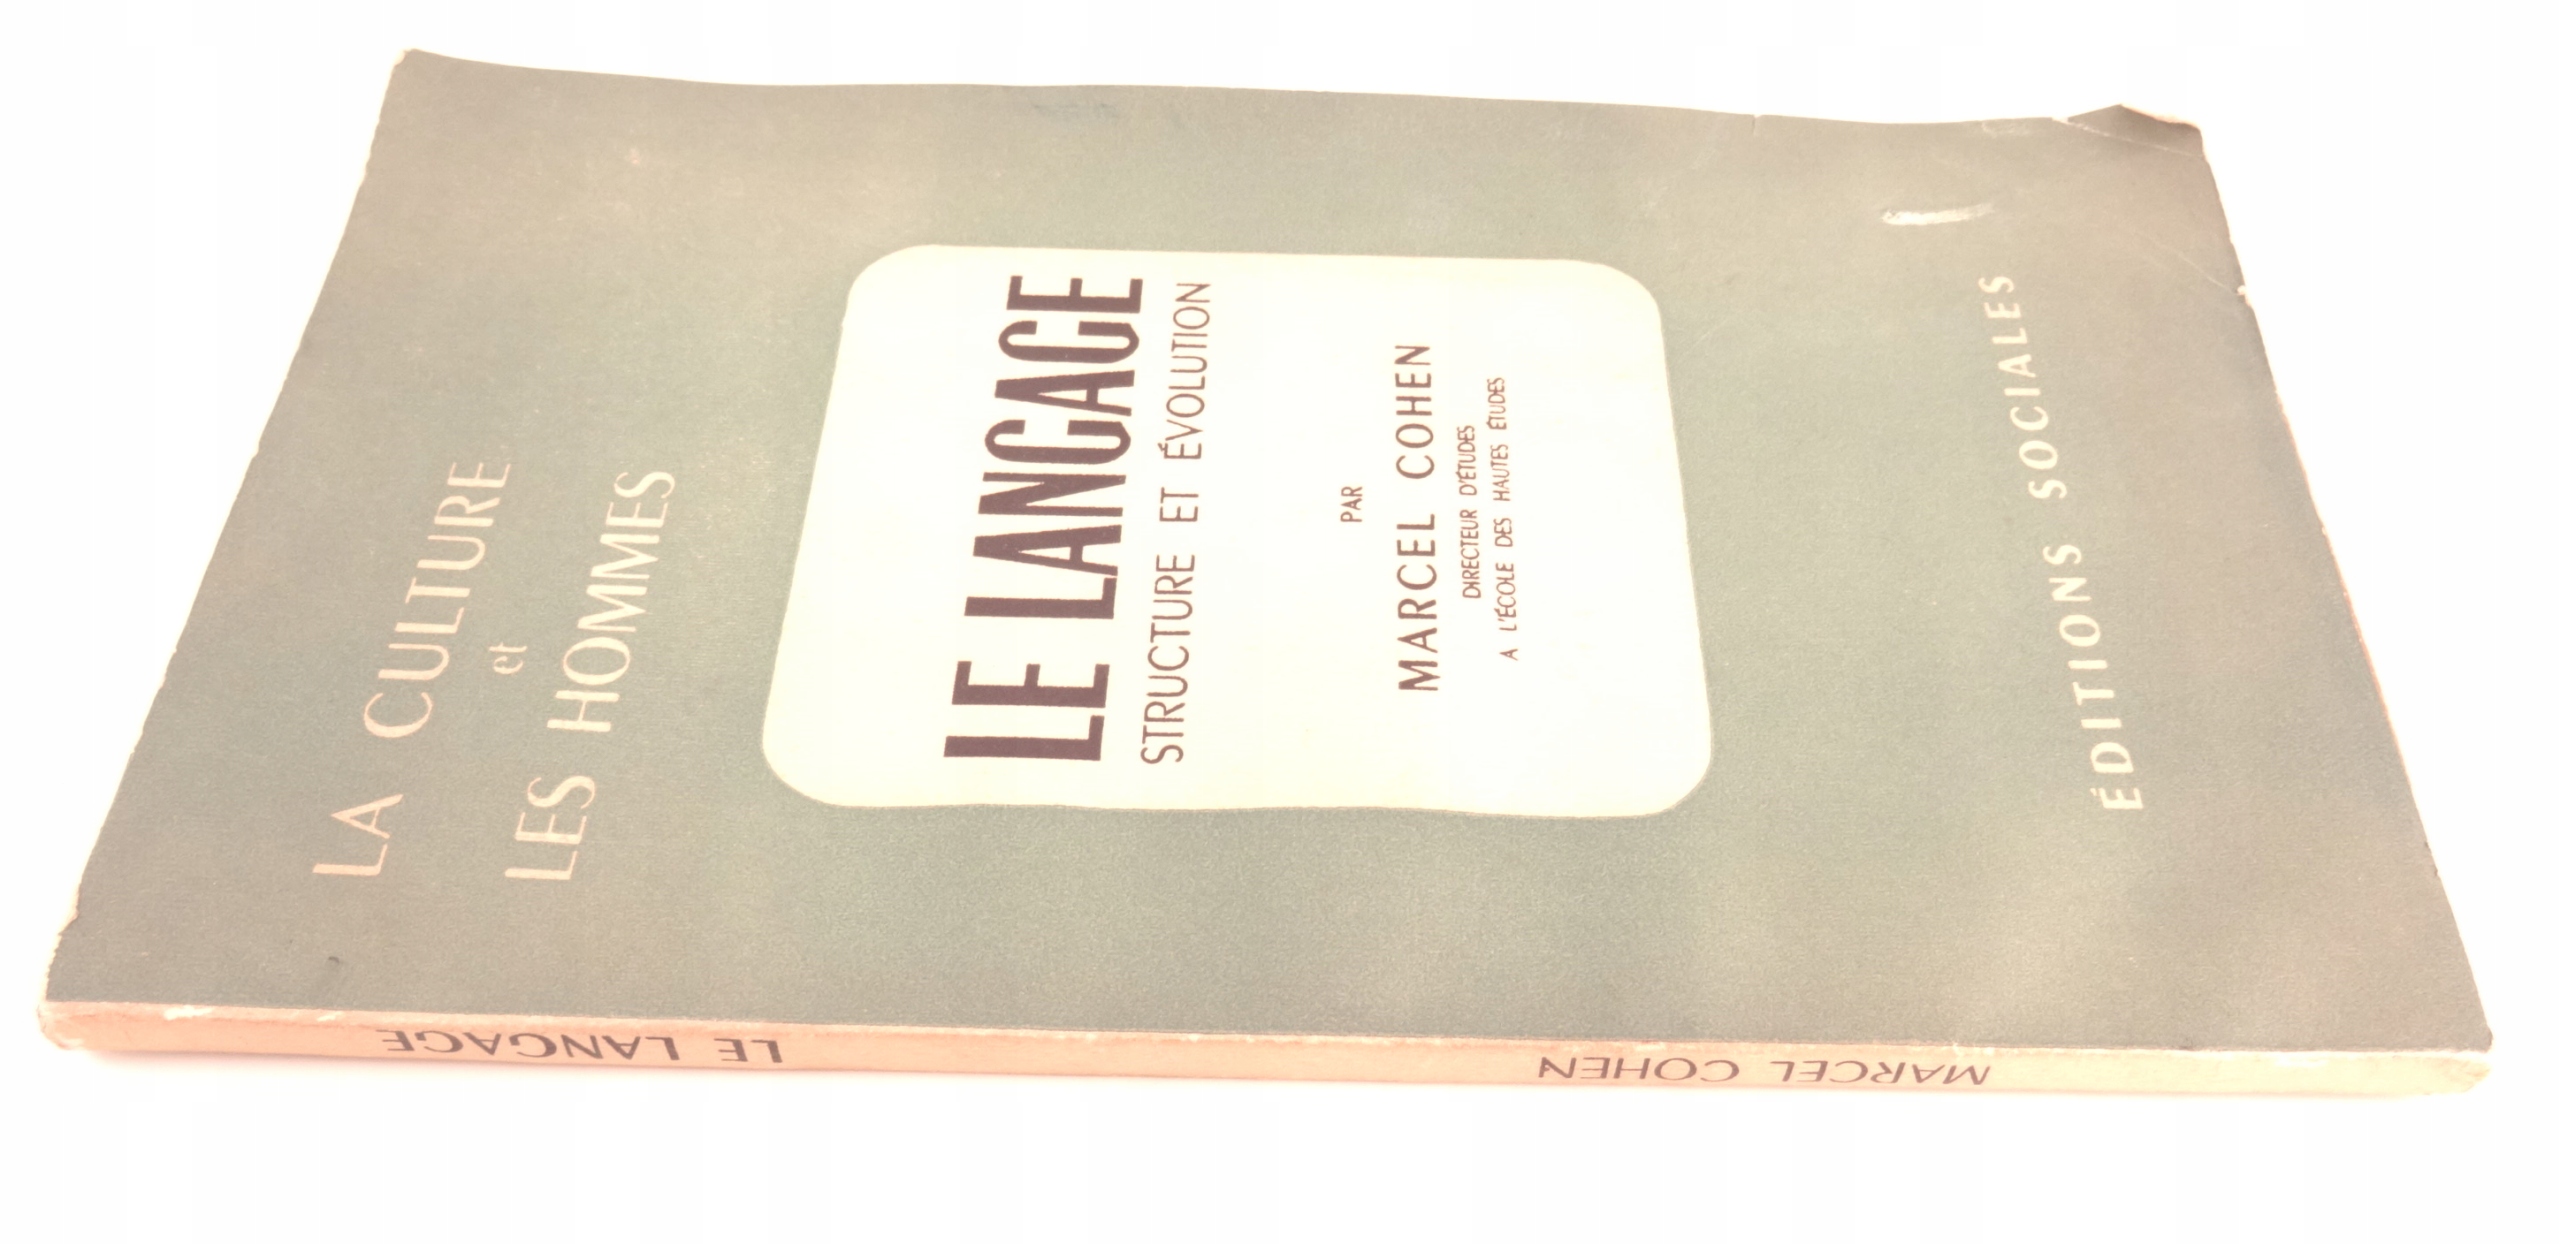 LA CULTURE
et
LES HOMMES
LE LANGAGE
STRUCTURE ET ÉVOLUTION
PAR
MARCEL COHEN
DIRECTEUR D'ÉTUDES
A L'ÉCOLE DES HAUTES ÉTUDES
ÉDITIONS SOCIALES
MARCEL COHEN
LE LANGAGE